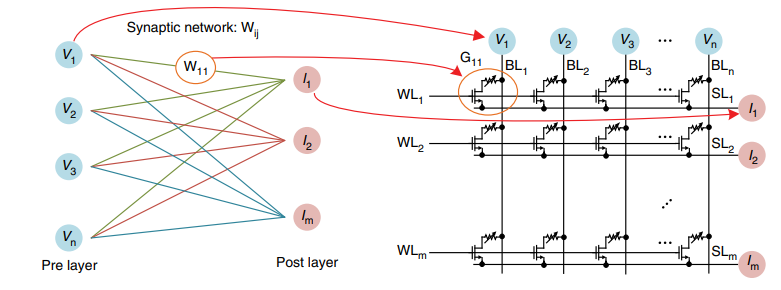 Synaptic network: Wij
V1
W11
I1
V2
I2
V3
Im
Vn
Pre layer
Post layer
V1 V2 V3 ... Vn
G11
BL1 BL2 BL3 BLn
WL1 ... SL1
I1
WL2 ... SL2
I2
...
WLm ... SLm
Im